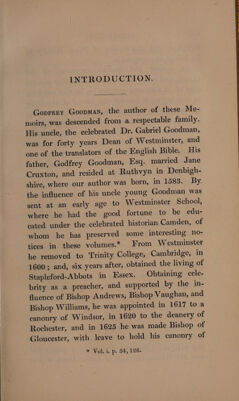 INTRODUCTION.
Godfrey Goodman, the author of these Me-
moirs, was descended from a respectable family.
His uncle, the celebrated Dr. Gabriel Goodman,
was for forty years Dean of Westminster, and
one of the translators of the English Bible. His
father, Godfrey Goodman, Esq. married Jane
Cruxton, and resided at Ruthvyn in Denbigh-
shire, where our author was born, in 1583. By
the influence of his uncle young Goodman was
sent at an early age to Westminster School,
where he had the good fortune to be edu-
cated under the celebrated historian Camden, of
whom he has preserved some interesting no-
tices in these volumes.* From Westminster
he removed to Trinity College, Cambridge, in
1600; and, six years after, obtained the living of
Stapleford-Abbots in Essex. Obtaining cele-
brity as a preacher, and supported by the in-
fluence of Bishop Andrews, Bishop Vaughan, and
Bishop Williams, he was appointed in 1617 to a
canonry of Windsor, in 1620 to the deanery of
Rochester, and in 1625 he was made Bishop of
Gloucester, with leave to hold his canonry of
* Vol. i. p. 54, 126.